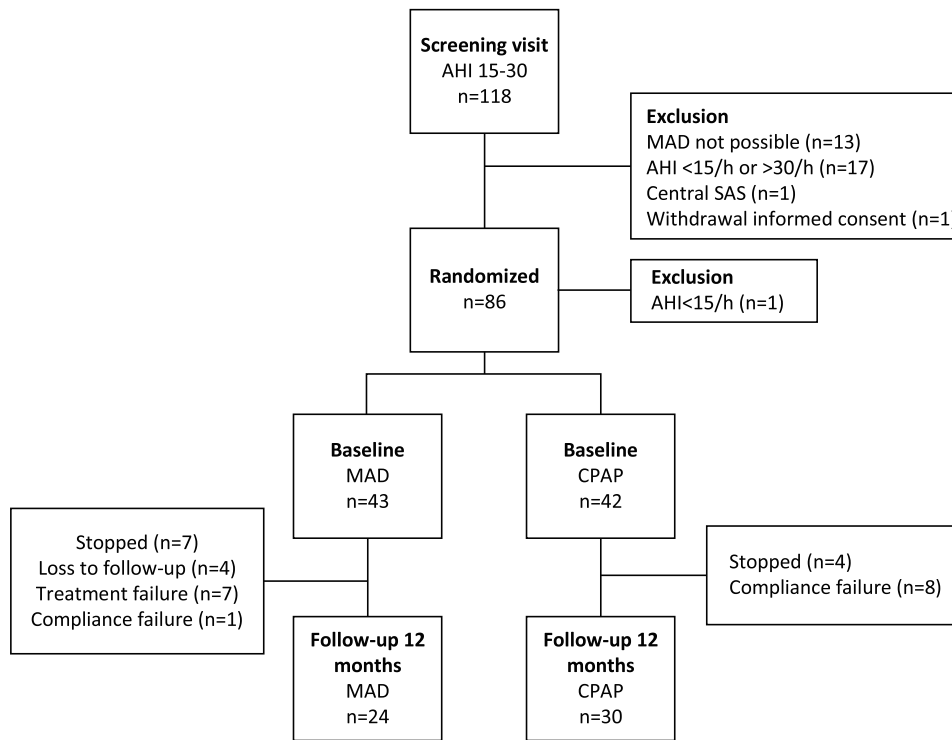 Screening visit
AHI 15-30
n=118
Exclusion
MAD not possible (n=13)
AHI <15/h or >30/h (n=17)
Central SAS (n=1)
Withdrawal informed consent (n=1)
Randomized
n=86
Exclusion
AHI<15/h (n=1)
Baseline
MAD
n=43
Baseline
CPAP
n=42
Stopped (n=7)
Loss to follow-up (n=4)
Treatment failure (n=7)
Compliance failure (n=1)
Stopped (n=4)
Compliance failure (n=8)
Follow-up 12
months
MAD
n=24
Follow-up 12
months
CPAP
n=30